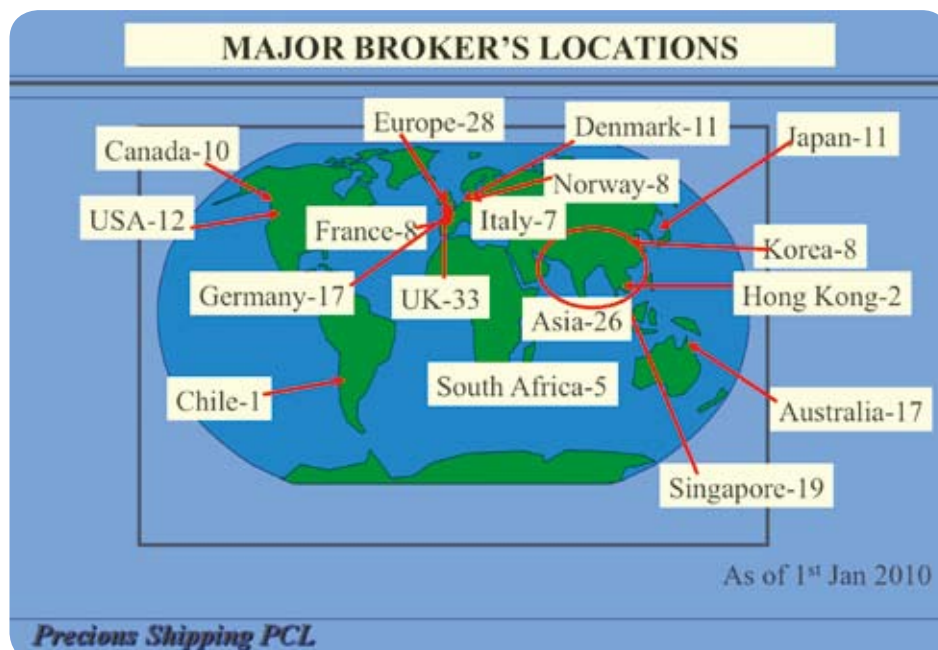 MAJOR BROKER'S LOCATIONS
Europe-28
Denmark-11
Japan-11
Canada-10
Norway-8
USA-12
France-8
Italy-7
Korea-8
Germany-17
UK-33
Hong Kong-2
Asia-26
Chile-1
South Africa-5
Australia-17
Singapore-19
As of 1st Jan 2010
Precious Shipping PCL